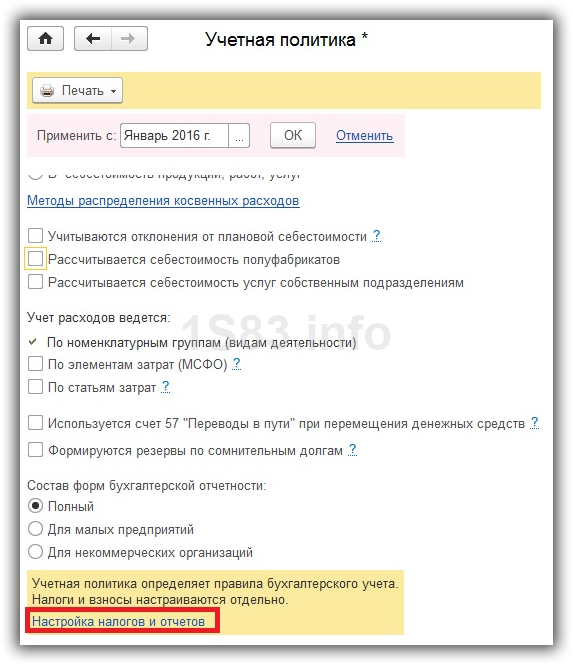 Учетная политика *
Печать
Применить с: Январь 2016 г. ... ОК Отменить
В себестоимость продукции, работ, услуг
Методы распределения косвенных расходов
Учитываются отклонения от плановой себестоимости ?
Рассчитывается себестоимость полуфабрикатов
Рассчитывается себестоимость услуг собственным подразделениям
Учет расходов ведется:
1S83.info
По номенклатурным группам (видам деятельности)
По элементам затрат (МСФО) ?
По статьям затрат ?
Используется счет 57 "Переводы в пути" при перемещения денежных средств ?
Формируются резервы по сомнительным долгам ?
Состав форм бухгалтерской отчетности:
Полный
Для малых предприятий
Для некоммерческих организаций
Учетная политика определяет правила бухгалтерского учета.
Налоги и взносы настраиваются отдельно.
Настройка налогов и отчетов